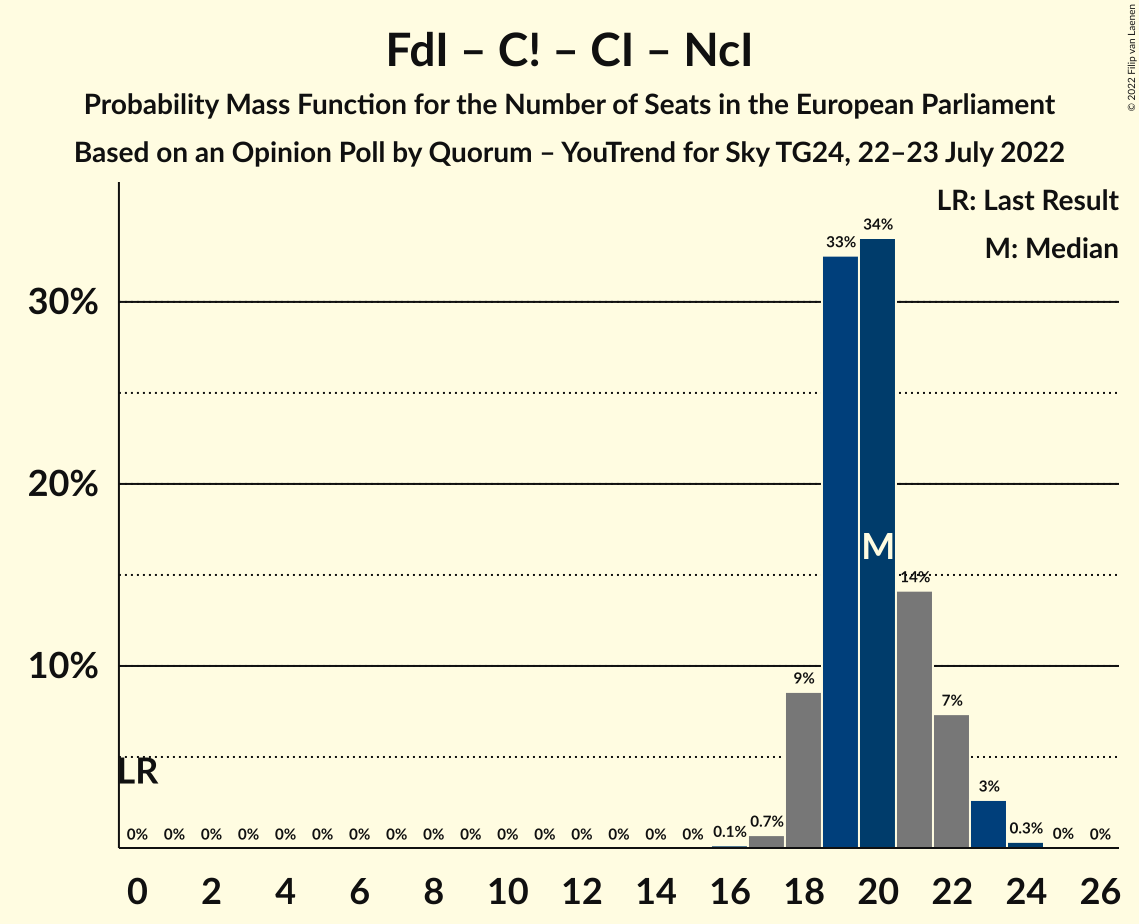 FdI – C! – CI – NcI
Probability Mass Function for the Number of Seats in the European Parliament
Based on an Opinion Poll by Quorum – YouTrend for Sky TG24, 22–23 July 2022
© 2022 Filip van Laenen
LR: Last Result
M: Median
34%
33%
30%
20%
M
14%
10%
9%
7%
LR
3%
0% 0% 0% 0% 0% 0% 0% 0% 0% 0% 0% 0% 0% 0% 0% 0% 0.1% 0.7% 0.3% 0% 0%
0 2 4 6 8 10 12 14 16 18 20 22 24 26